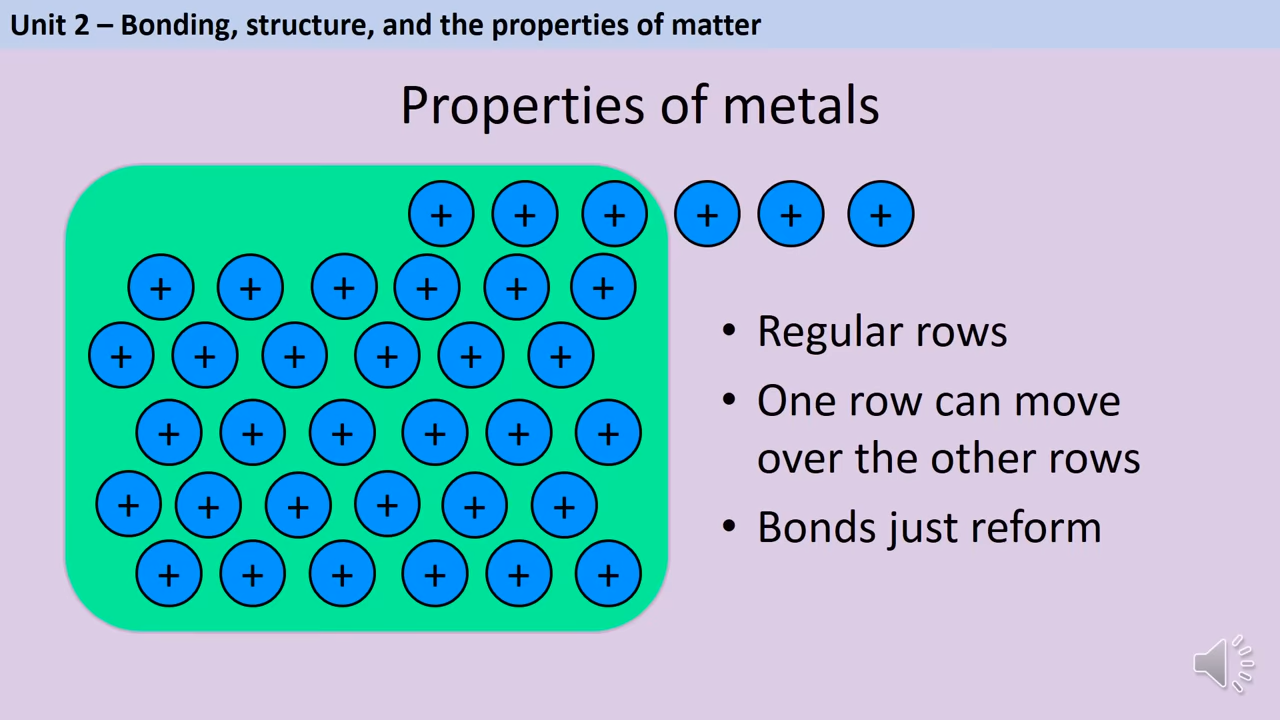 Unit 2 – Bonding, structure, and the properties of matter
Properties of metals
+ + + + + +
+ + + + + +
+ + + + + +
+ + + + + +
+ + + + + +
+ + + + + +
• Regular rows
• One row can move
over the other rows
• Bonds just reform